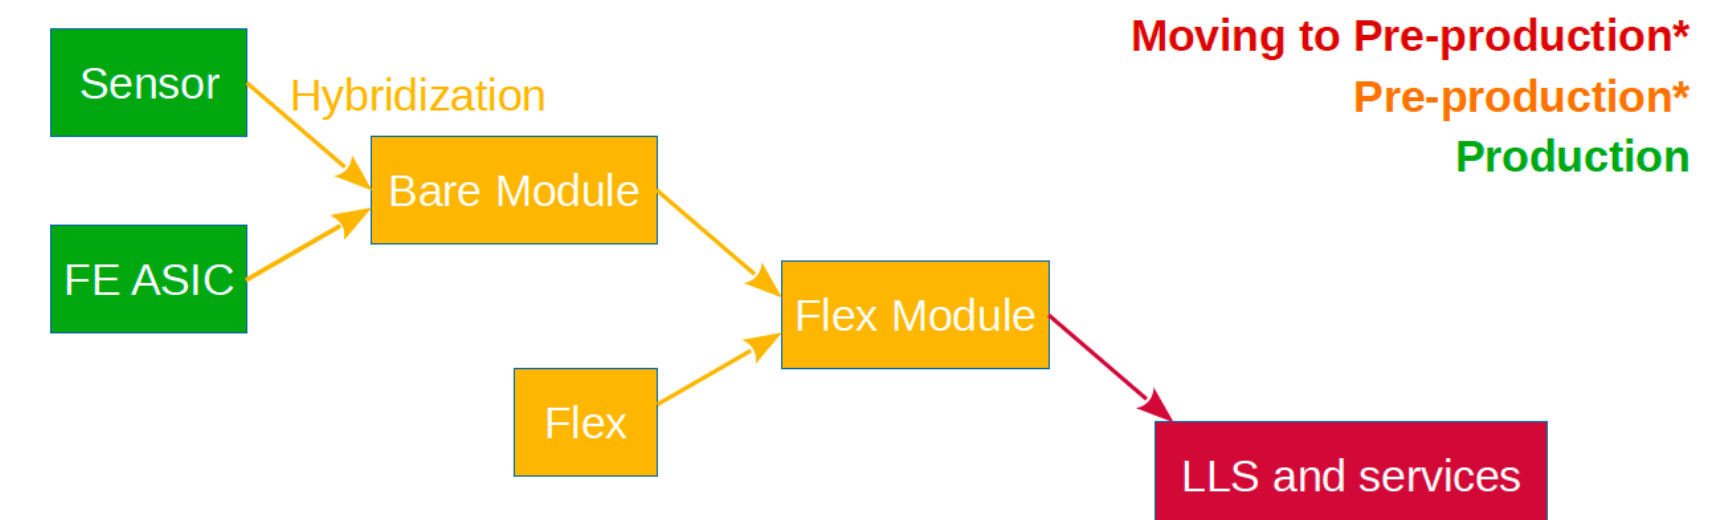 Moving to Pre-production*
Sensor
Hybridization
Pre-production*
Production
Bare Module
FE ASIC
Flex Module
Flex
LLS and services